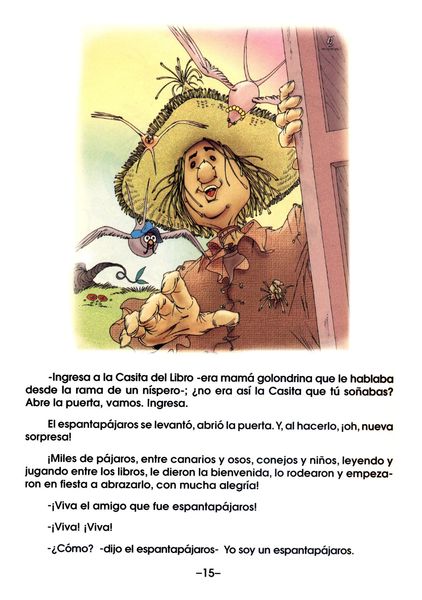 -Ingresa a la Casita del Libro -era mamá golondrina que le hablaba
desde la rama de un níspero-; ¿no era así la Casita que tú soñabas?
Abre la puerta, vamos. Ingresa.
El espantapájaros se levantó, abrió la puerta. Y, al hacerlo, ¡oh, nueva
sorpresa!
¡Miles de pájaros, entre canarios y osos, conejos y niños, leyendo y
jugando entre los libros, le dieron la bienvenida, lo rodearon y empeza-
ron en fiesta a abrazarlo, con mucha alegría!
-¡Viva el amigo que fue espantapájaros!
-¡Viva! ¡Viva!
-¿Cómo? -dijo el espantapájaros- Yo soy un espantapájaros.
–15–